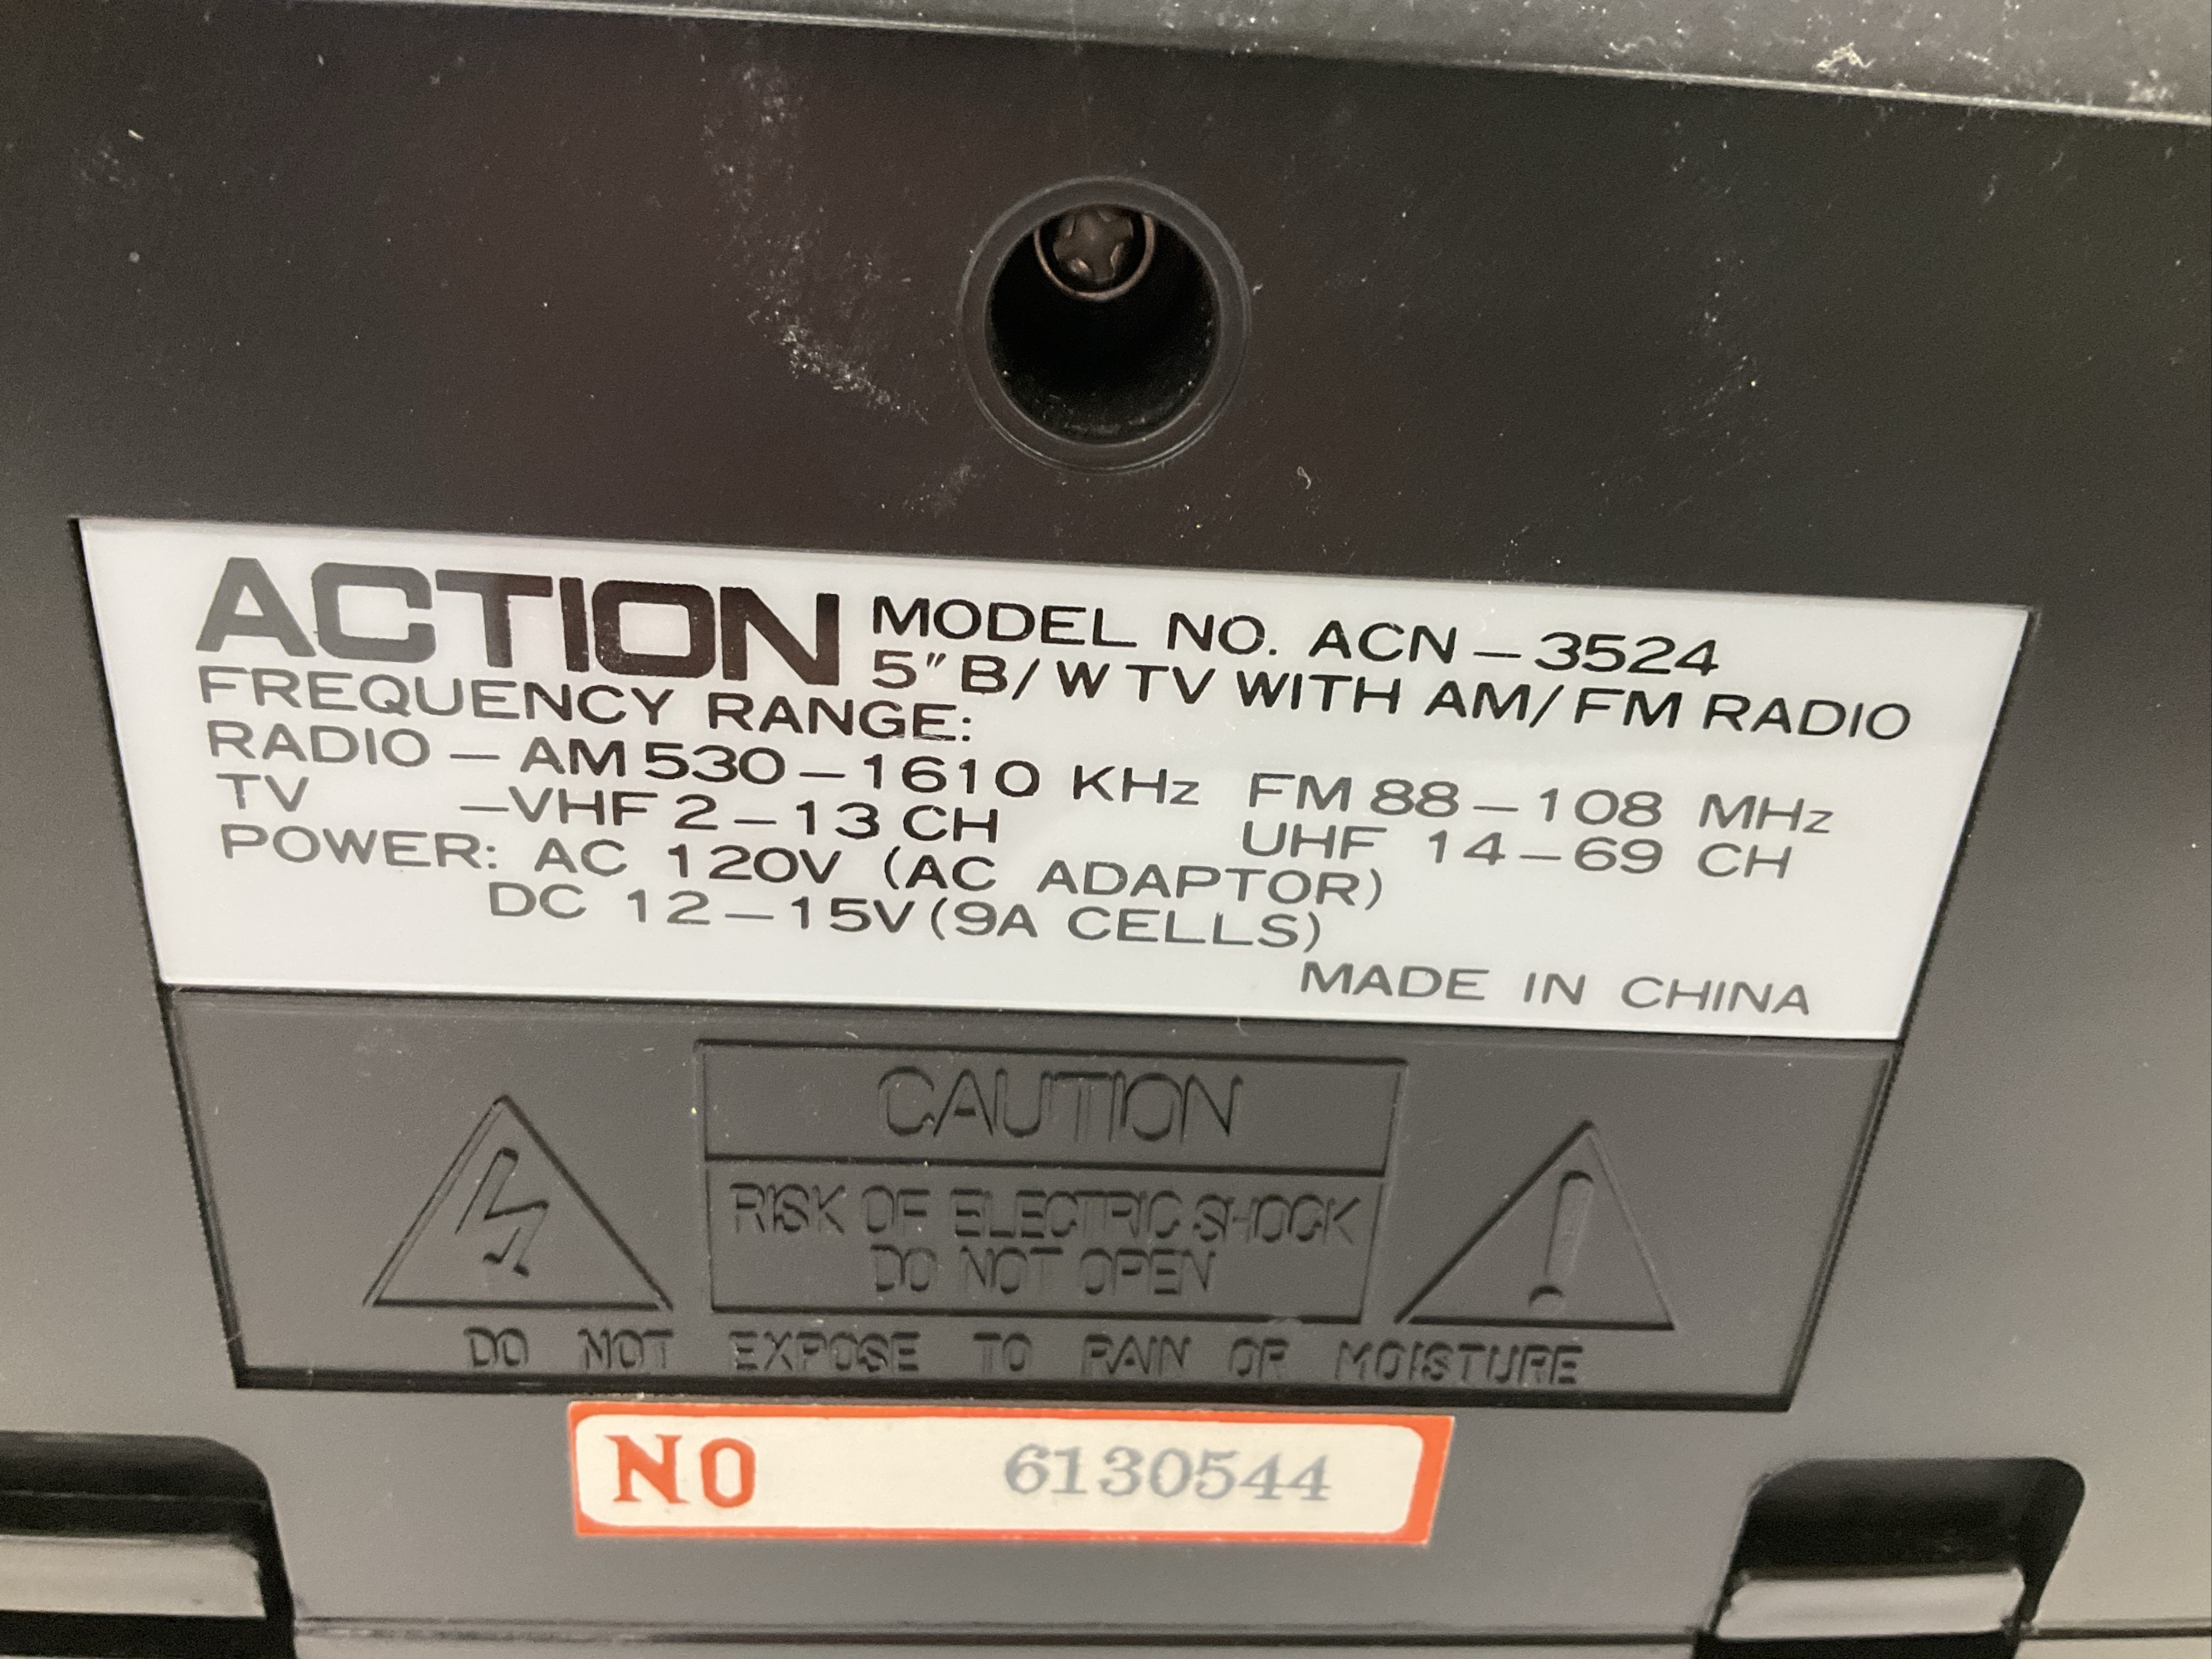 ACTION MODEL NO. ACN-3524
5" B/W TV WITH AM/FM RADIO
FREQUENCY RANGE:
RADIO - AM 530-1610 KHz FM 88-108 MHz
TV -VHF 2-13 CH UHF 14-69 CH
POWER: AC 120V (AC ADAPTOR)
DC 12-15V (9A CELLS)
MADE IN CHINA
CAUTION
RISK OF ELECTRIC SHOCK
DO NOT OPEN
DO NOT EXPOSE TO RAIN OR MOISTURE
NO 6130544